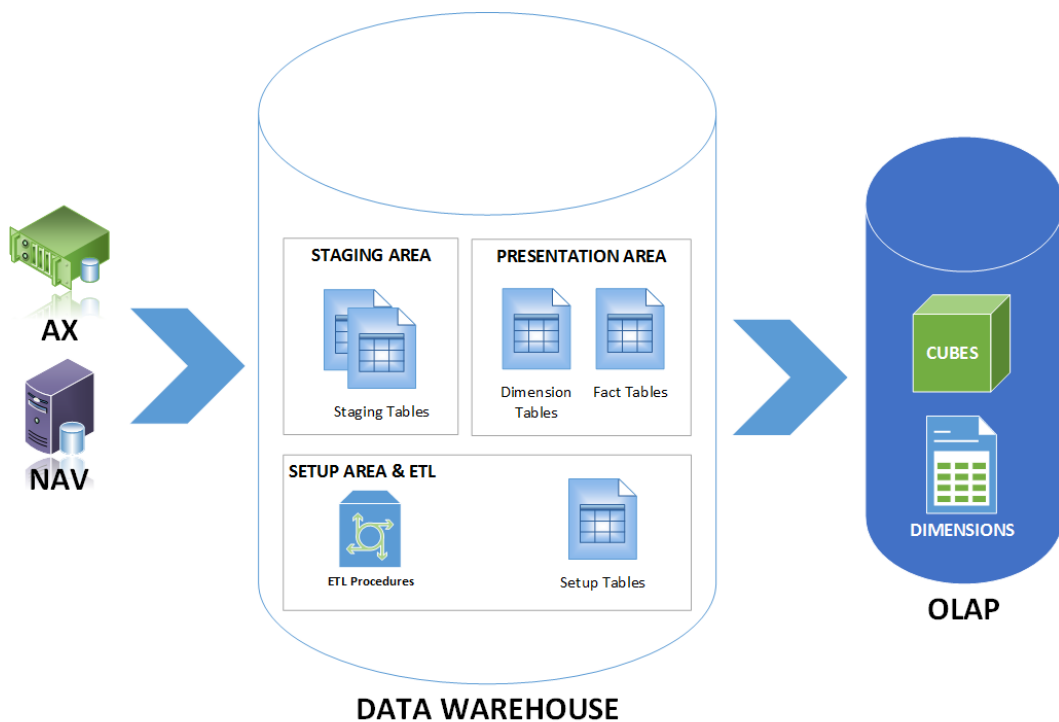 AX
NAV
STAGING AREA
Staging Tables
PRESENTATION AREA
Dimension
Tables
Fact Tables
SETUP AREA & ETL
ETL Procedures
Setup Tables
DATA WAREHOUSE
CUBES
DIMENSIONS
OLAP